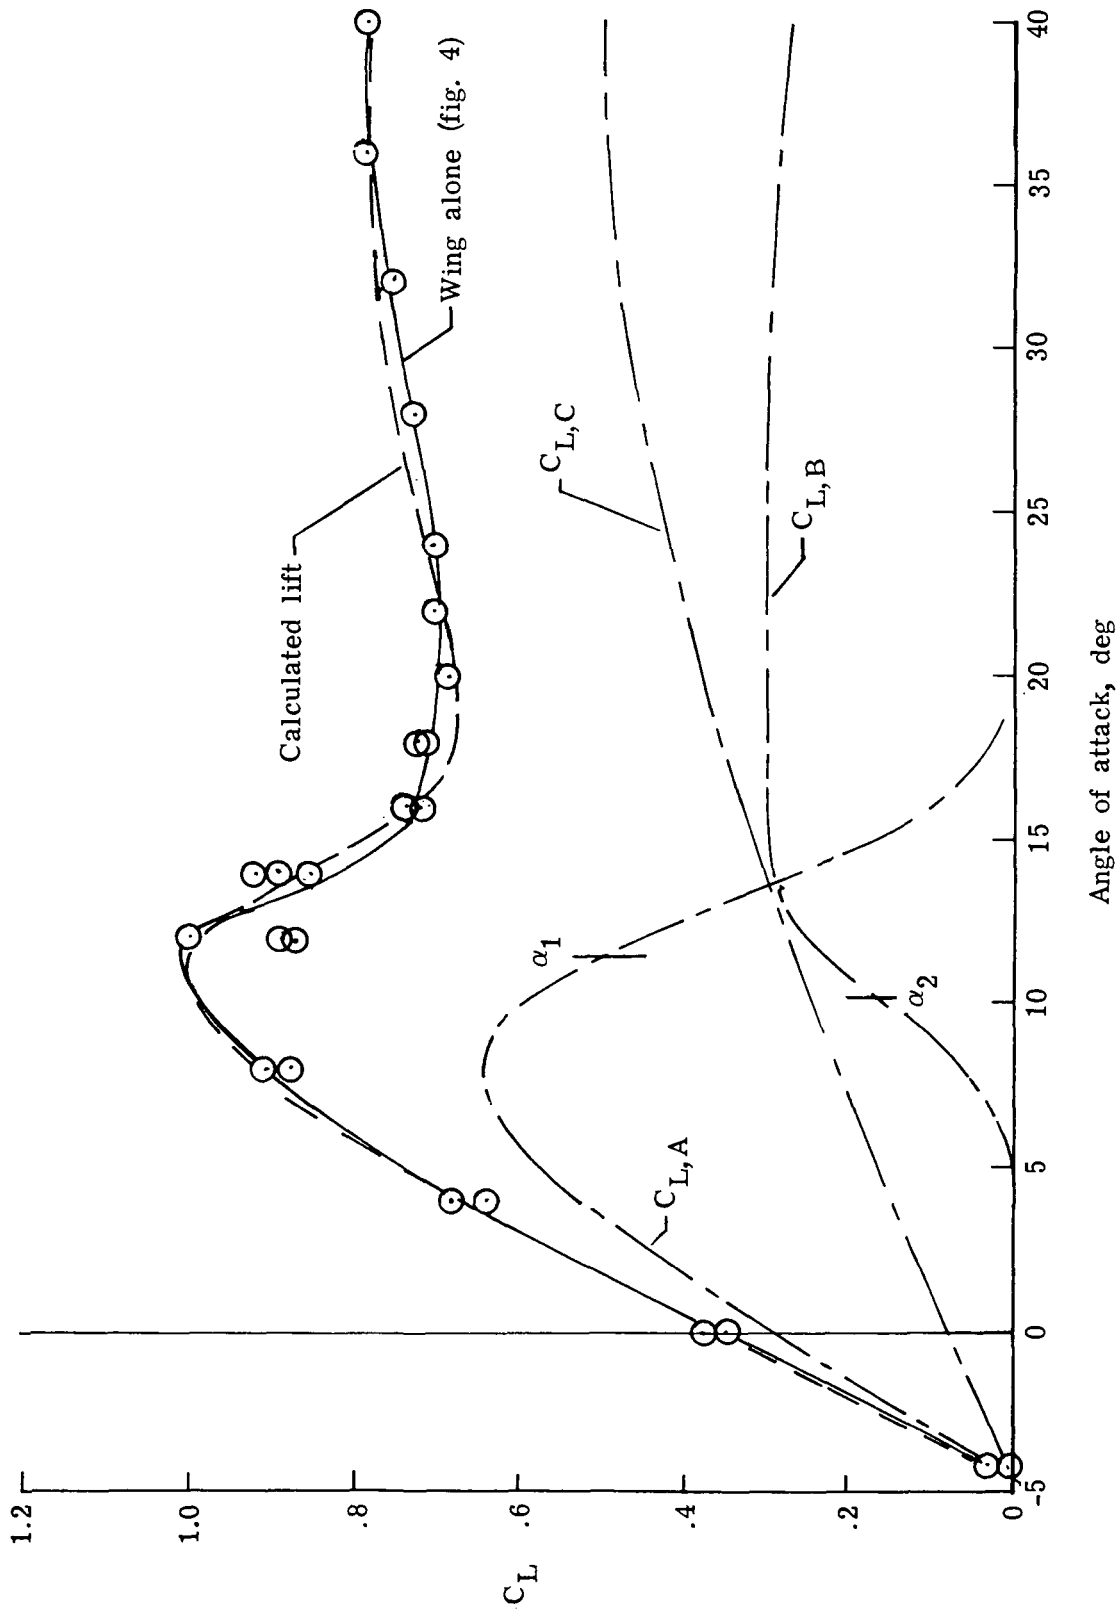 1.2
1.0
.8
.6
.4
.2
0
C_L
-5
0
5
10
15
20
25
30
35
40
Angle of attack, deg
Calculated lift
Wing alone (fig. 4)
C_L,A
α_1
α_2
C_L,C
C_L,B